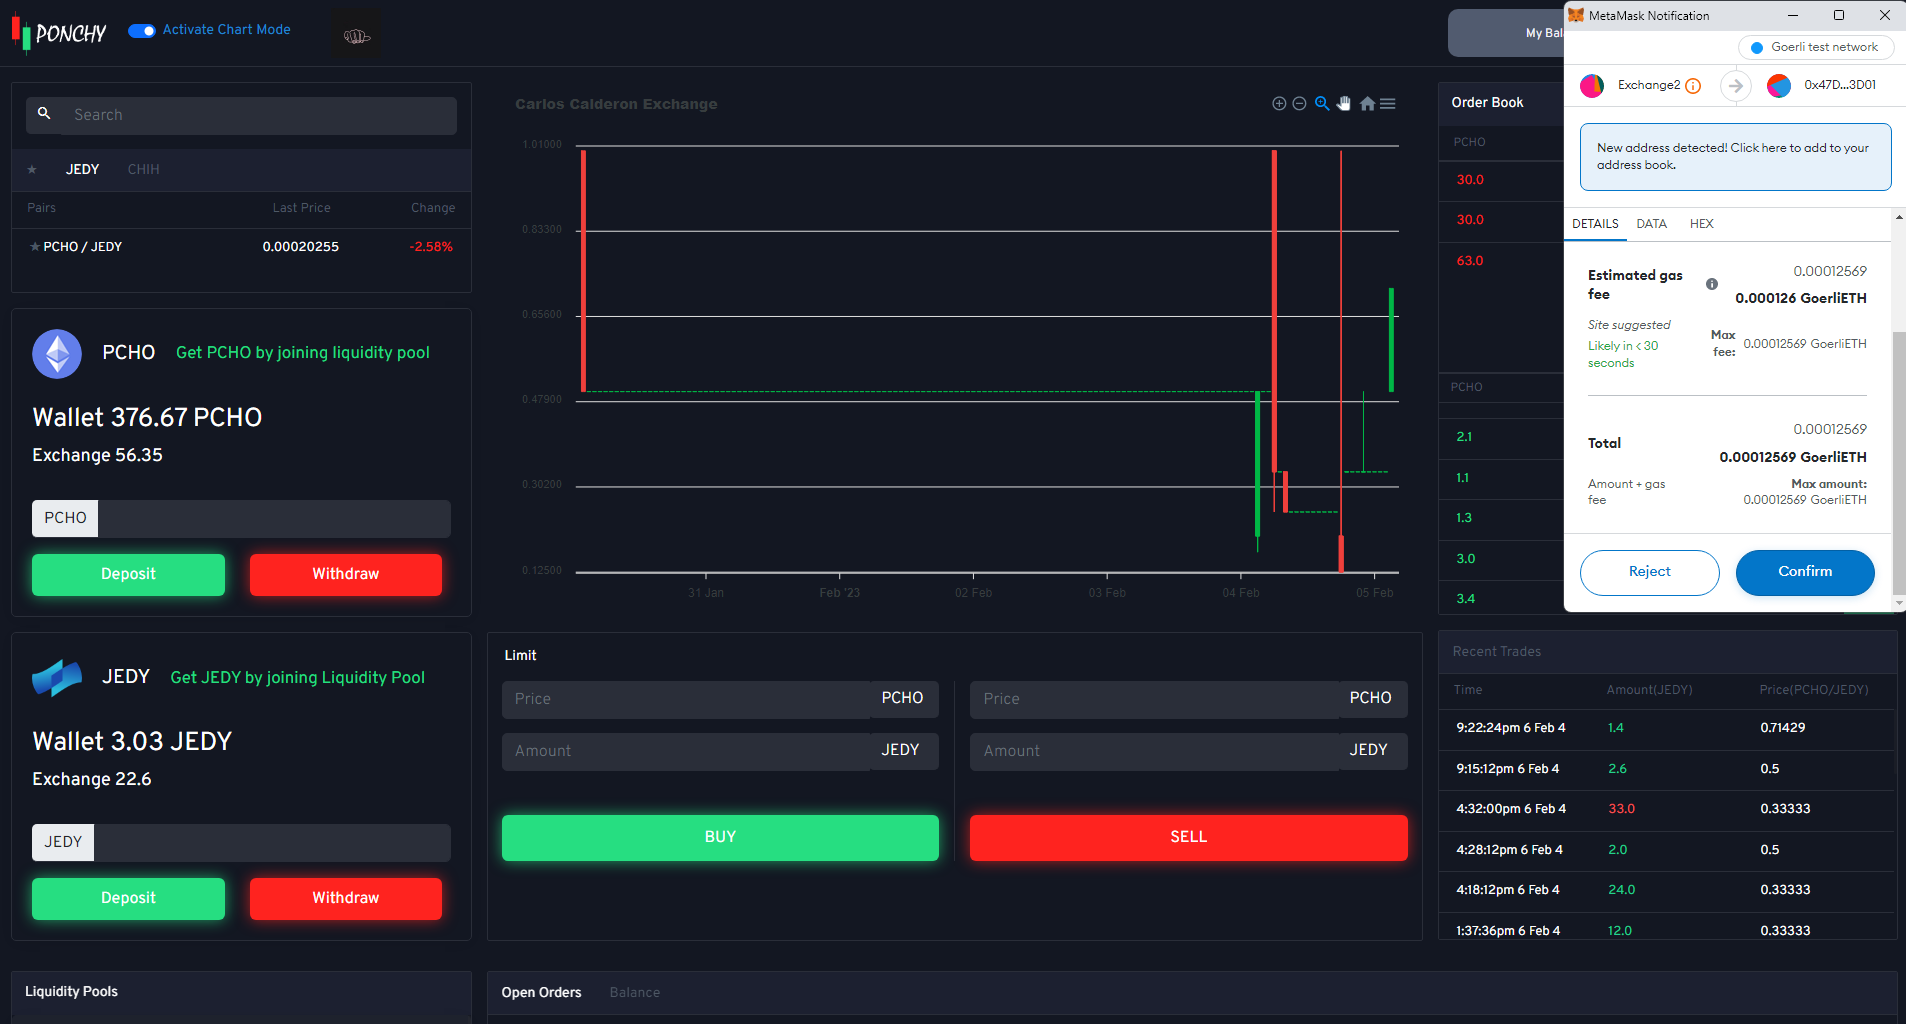 PONCHY
Activate Chart Mode
My Bal
Search
JEDY CHIH
Pairs Last Price Change
PCHO / JEDY 0.00020255 -2.58%
PCHO Get PCHO by joining liquidity pool
Wallet 376.67 PCHO
Exchange 56.35
PCHO
Deposit Withdraw
JEDY Get JEDY by joining Liquidity Pool
Wallet 3.03 JEDY
Exchange 22.6
JEDY
Deposit Withdraw
Liquidity Pools
Carlos Calderon Exchange
1.01000
0.83300
0.65600
0.47900
0.30200
0.12500
31 Jan Feb '23 02 Feb 03 Feb 04 Feb 05 Feb
Limit
Price PCHO Price PCHO
Amount JEDY Amount JEDY
BUY SELL
Open Orders Balance
Order Book
PCHO
30.0
30.0
63.0
PCHO
2.1
1.1
1.3
3.0
3.4
Recent Trades
Time Amount(JEDY) Price(PCHO/JEDY)
9:22:24pm 6 Feb 4 1.4 0.71429
9:15:12pm 6 Feb 4 2.6 0.5
4:32:00pm 6 Feb 4 33.0 0.33333
4:28:12pm 6 Feb 4 2.0 0.5
4:18:12pm 6 Feb 4 24.0 0.33333
1:37:36pm 6 Feb 4 12.0 0.33333
MetaMask Notification
Goerli test network
Exchange2 0x47D...3D01
New address detected! Click here to add to your
address book.
DETAILS DATA HEX
Estimated gas
fee
0.00012569
0.000126 GoerliETH
Site suggested
Likely in < 30
seconds
Max
fee:
0.00012569 GoerliETH
0.00012569
Total
0.00012569 GoerliETH
Amount + gas
fee
Max amount:
0.00012569 GoerliETH
Reject Confirm